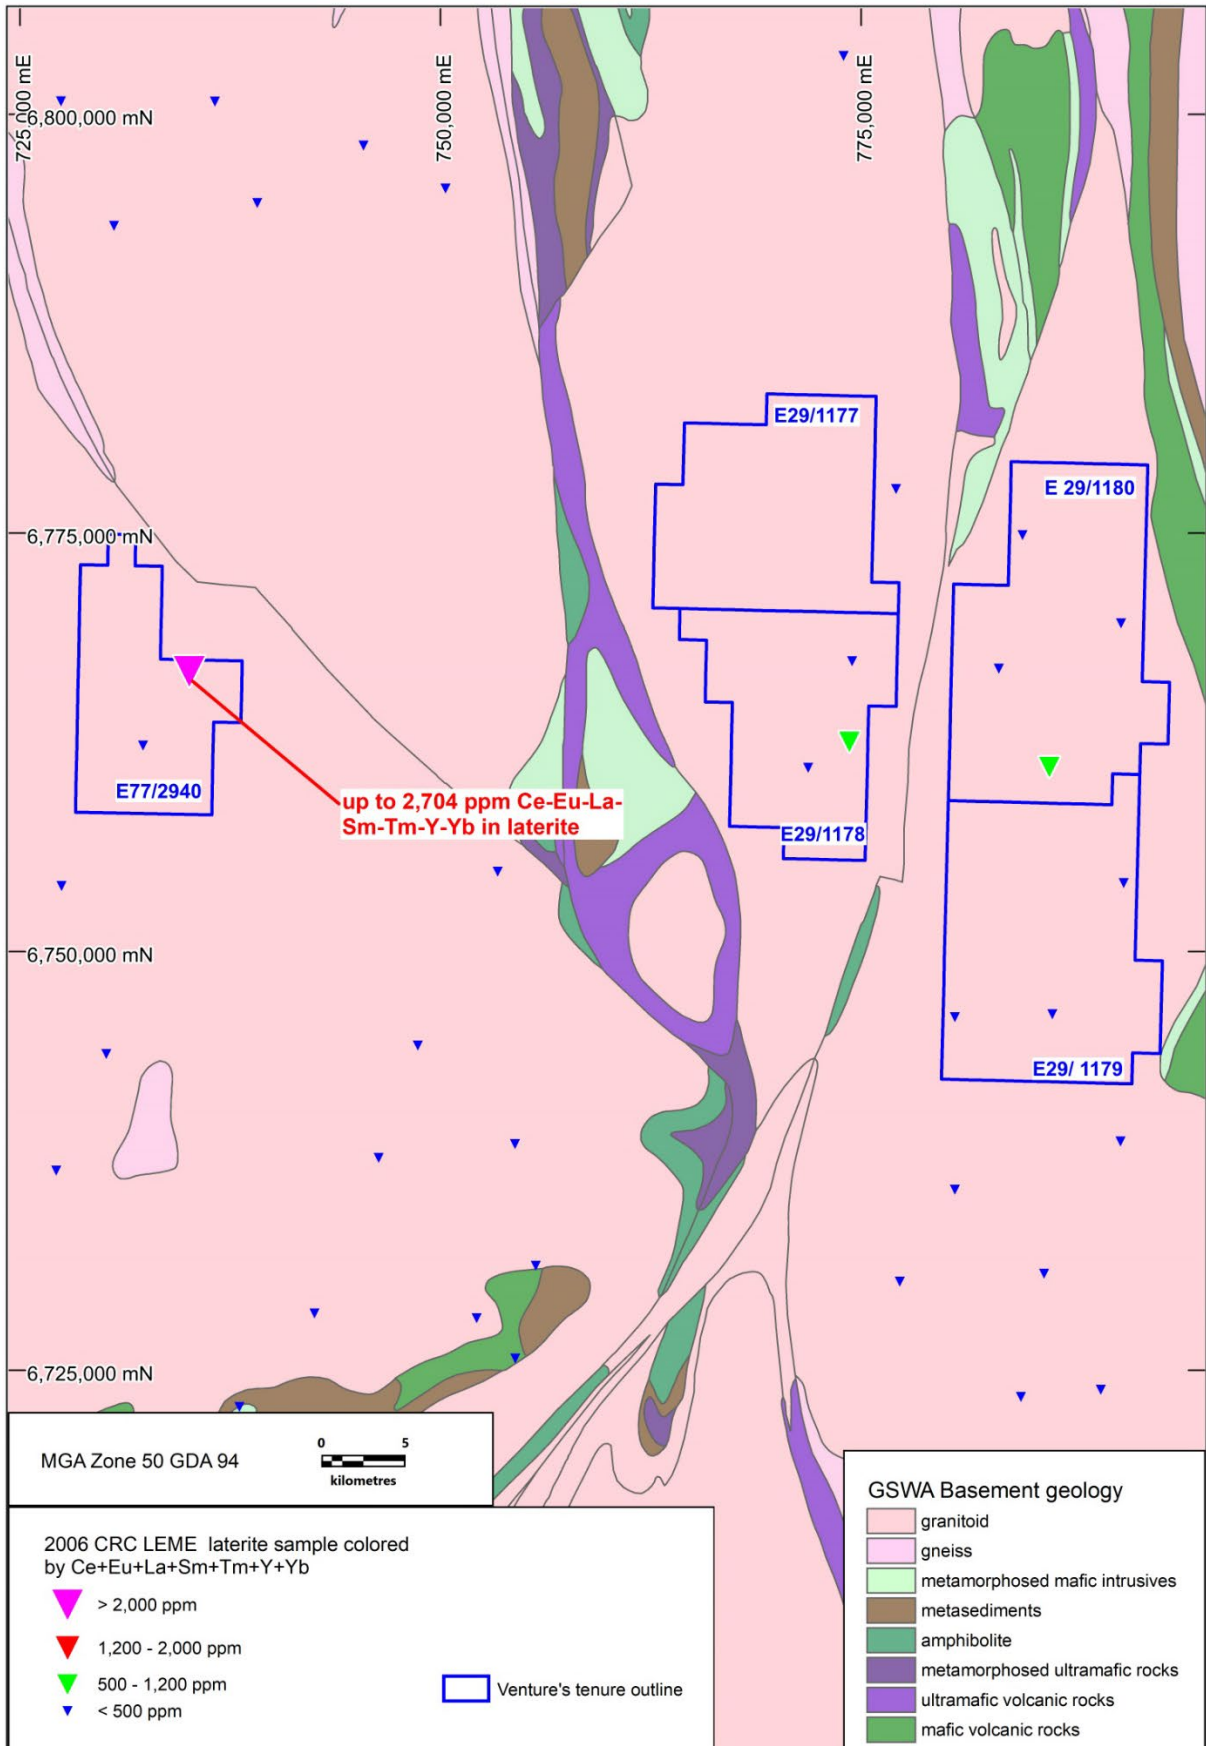 725,000 mE
750,000 mE
775,000 mE
6,800,000 mN
E29/1177
E 29/1180
6,775,000 mN
E77/2940
up to 2,704 ppm Ce-Eu-La-
Sm-Tm-Y-Yb in laterite
E29/1178
6,750,000 mN
E29/ 1179
6,725,000 mN
MGA Zone 50 GDA 94
0 5
kilometres
2006 CRC LEME laterite sample colored
by Ce+Eu+La+Sm+Tm+Y+Yb
> 2,000 ppm
1,200 - 2,000 ppm
500 - 1,200 ppm
< 500 ppm
Venture's tenure outline
GSWA Basement geology
granitoid
gneiss
metamorphosed mafic intrusives
metasediments
amphibolite
metamorphosed ultramafic rocks
ultramafic volcanic rocks
mafic volcanic rocks